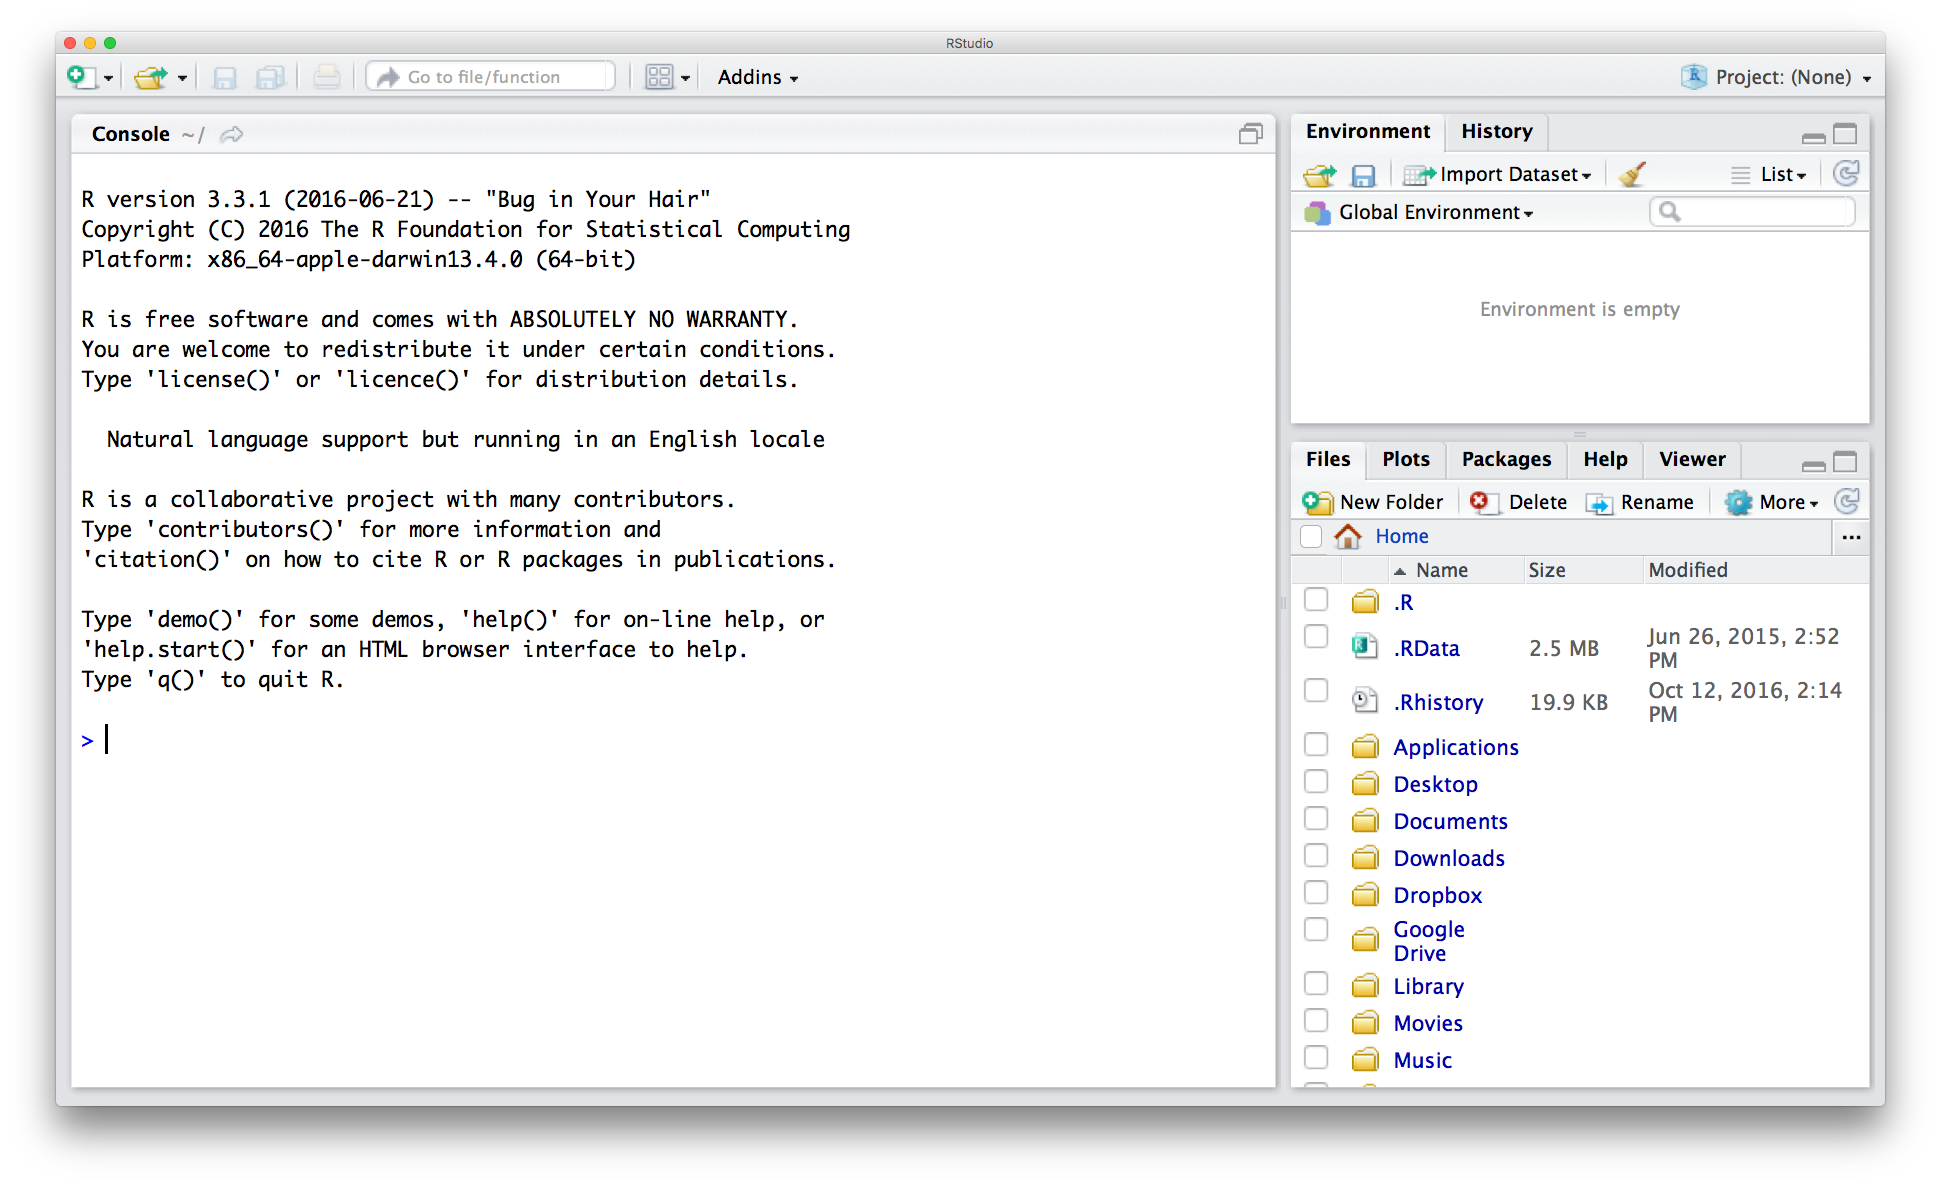 RStudio
Go to file/function
Addins
Project: (None)
Console ~/
R version 3.3.1 (2016-06-21) -- "Bug in Your Hair"
Copyright (C) 2016 The R Foundation for Statistical Computing
Platform: x86_64-apple-darwin13.4.0 (64-bit)
R is free software and comes with ABSOLUTELY NO WARRANTY.
You are welcome to redistribute it under certain conditions.
Type 'license()' or 'licence()' for distribution details.
Natural language support but running in an English locale
R is a collaborative project with many contributors.
Type 'contributors()' for more information and
'citation()' on how to cite R or R packages in publications.
Type 'demo()' for some demos, 'help()' for on-line help, or
'help.start()' for an HTML browser interface to help.
Type 'q()' to quit R.
>
Environment History
Import Dataset List
Global Environment
Environment is empty
Files Plots Packages Help Viewer
New Folder Delete Rename More
Home ...
Name Size Modified
.R
.RData 2.5 MB Jun 26, 2015, 2:52
PM
.Rhistory 19.9 KB Oct 12, 2016, 2:14
PM
Applications
Desktop
Documents
Downloads
Dropbox
Google
Drive
Library
Movies
Music